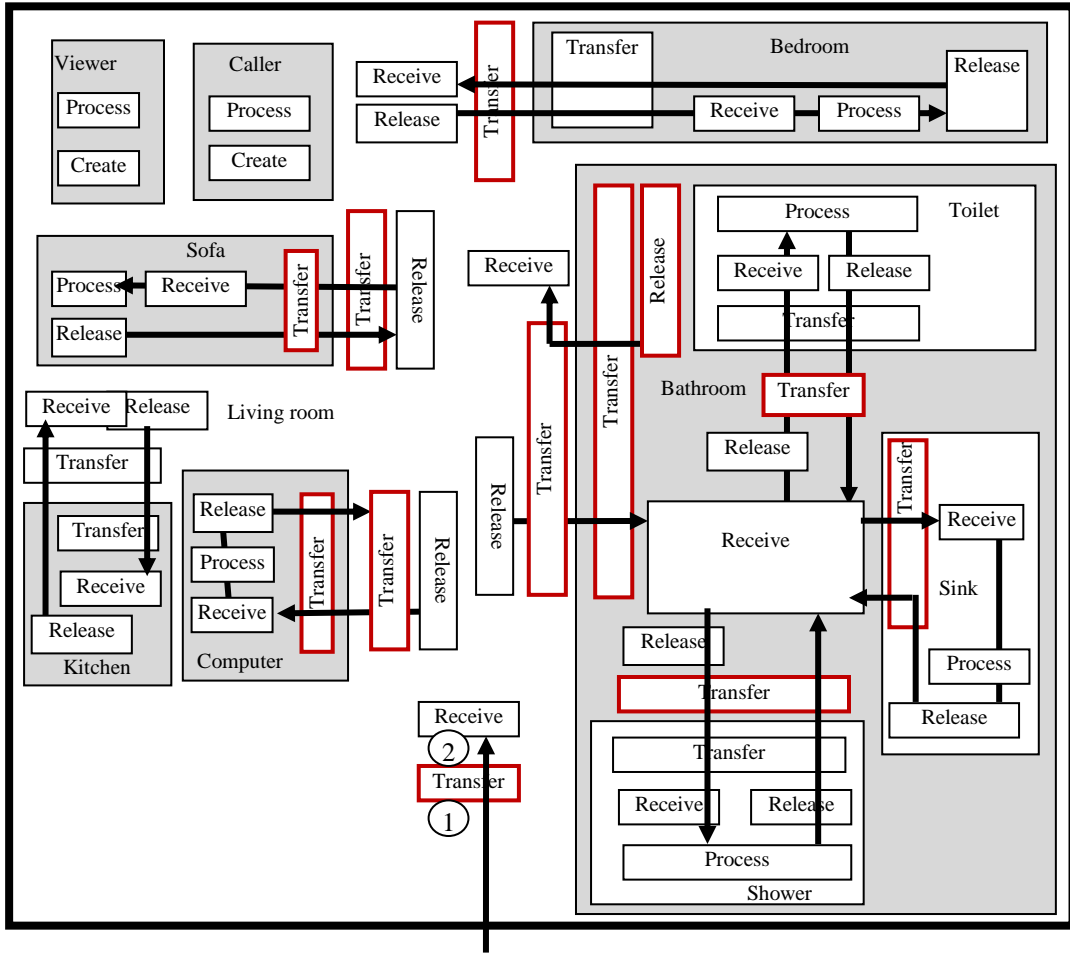 Viewer
Process
Create
Caller
Process
Create
Receive
Release
Transfer
Bedroom
Transfer
Receive
Process
Release
Sofa
Process
Receive
Release
Transfer
Transfer
Release
Living room
Receive
Release
Transfer
Kitchen
Transfer
Receive
Release
Computer
Release
Process
Receive
Transfer
Transfer
Release
Receive
Release
Transfer
Bathroom
Transfer
Release
Toilet
Process
Receive
Release
Transfer
Transfer
Release
Receive
Sink
Transfer
Receive
Process
Release
Release
Transfer
Shower
Transfer
Receive
Release
Process
Receive
2
Transfer
1